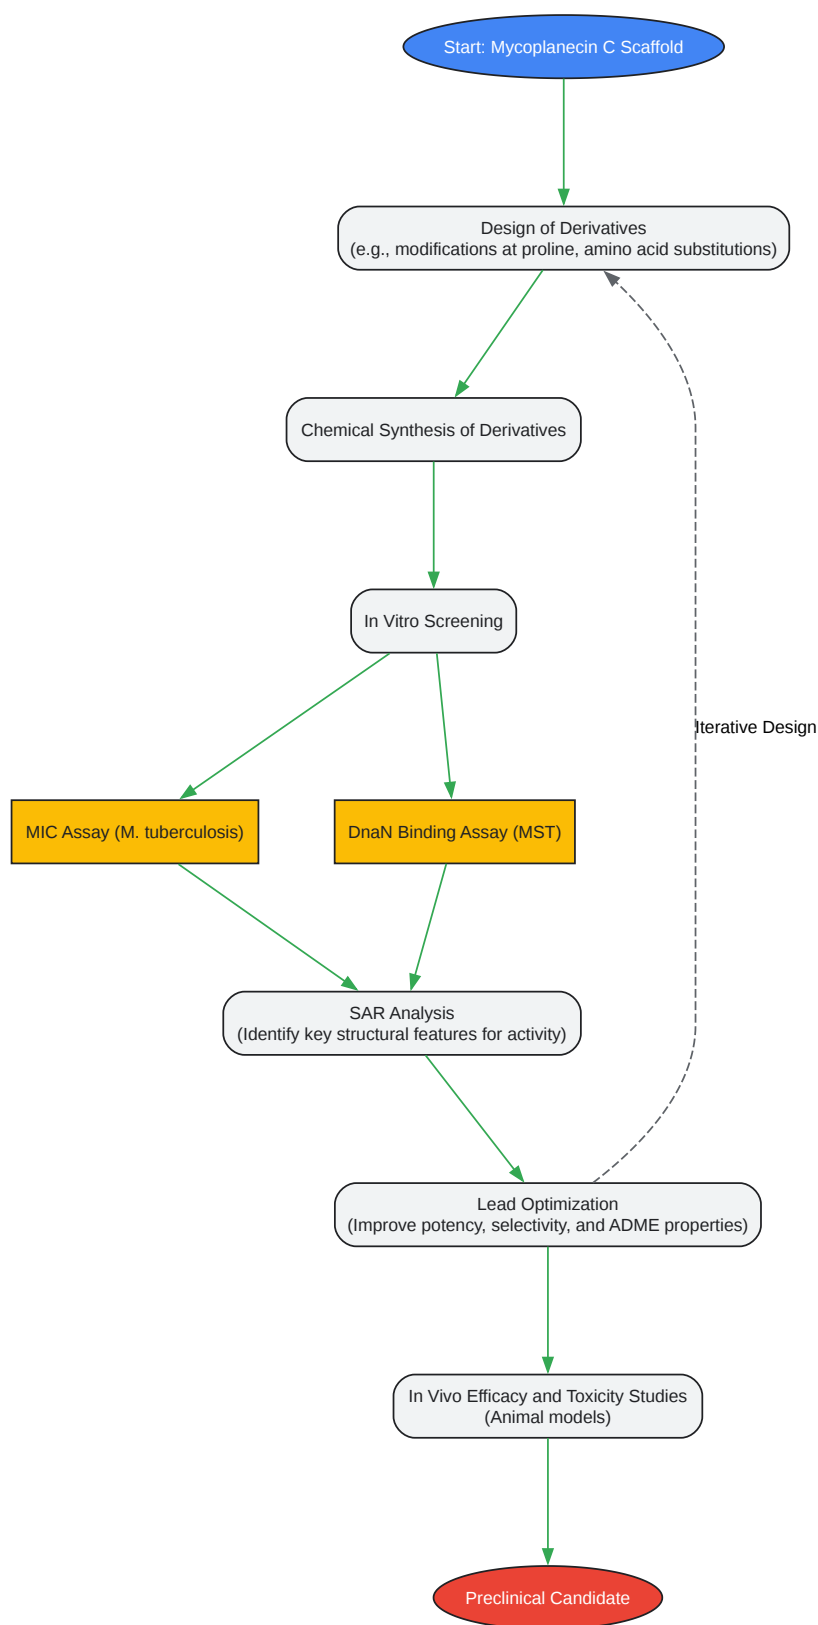 Start: Mycoplanecin C Scaffold
Design of Derivatives
(e.g., modifications at proline, amino acid substitutions)
Chemical Synthesis of Derivatives
In Vitro Screening
Iterative Design
MIC Assay (M. tuberculosis)
DnaN Binding Assay (MST)
SAR Analysis
(Identify key structural features for activity)
Lead Optimization
(Improve potency, selectivity, and ADME properties)
In Vivo Efficacy and Toxicity Studies
(Animal models)
Preclinical Candidate